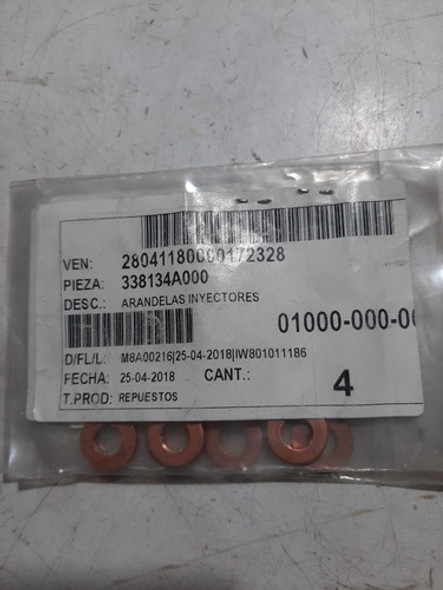 VEN: 28041180000172328
PIEZA: 338134A000
DESC.: ARANDELAS INYECTORES
01000-000-00
D/FL/L: M8A00216|25-04-2018|IW801011186
FECHA: 25-04-2018 CANT.: 4
T.PROD: REPUESTOS